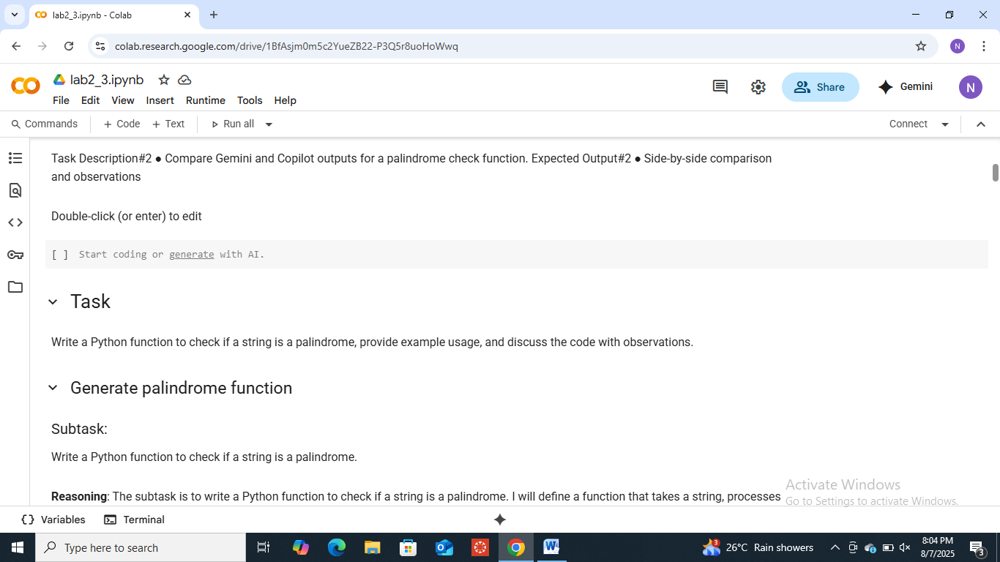 lab2_3.ipynb - Colab
colab.research.google.com/drive/1BfAsjm0m5c2YueZB22-P3Q5r8uoHoWwq
N
lab2_3.ipynb
File Edit View Insert Runtime Tools Help
Share
Gemini
N
Commands + Code + Text Run all
Connect
Task Description#2 ● Compare Gemini and Copilot outputs for a palindrome check function. Expected Output#2 ● Side-by-side comparison
and observations
Double-click (or enter) to edit
[ ] Start coding or generate with AI.
Task
Write a Python function to check if a string is a palindrome, provide example usage, and discuss the code with observations.
Generate palindrome function
Subtask:
Write a Python function to check if a string is a palindrome.
Reasoning: The subtask is to write a Python function to check if a string is a palindrome. I will define a function that takes a string, processes
Activate Windows
Go to Settings to activate Windows.
Variables Terminal
Type here to search
3
26°C Rain showers
8:04 PM
8/7/2025
3